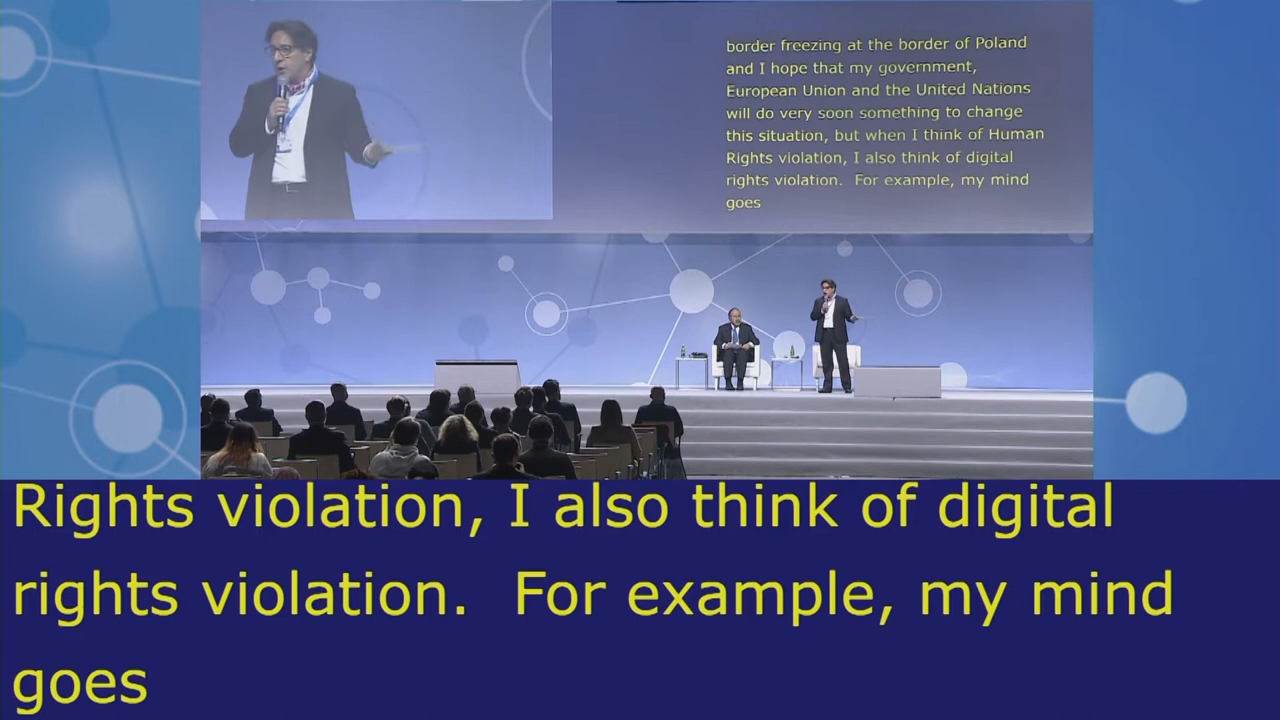 border freezing at the border of Poland
and I hope that my government,
European Union and the United Nations
will do very soon something to change
this situation, but when I think of Human
Rights violation, I also think of digital
rights violation.  For example, my mind
goes
Rights violation, I also think of digital
rights violation.  For example, my mind
goes